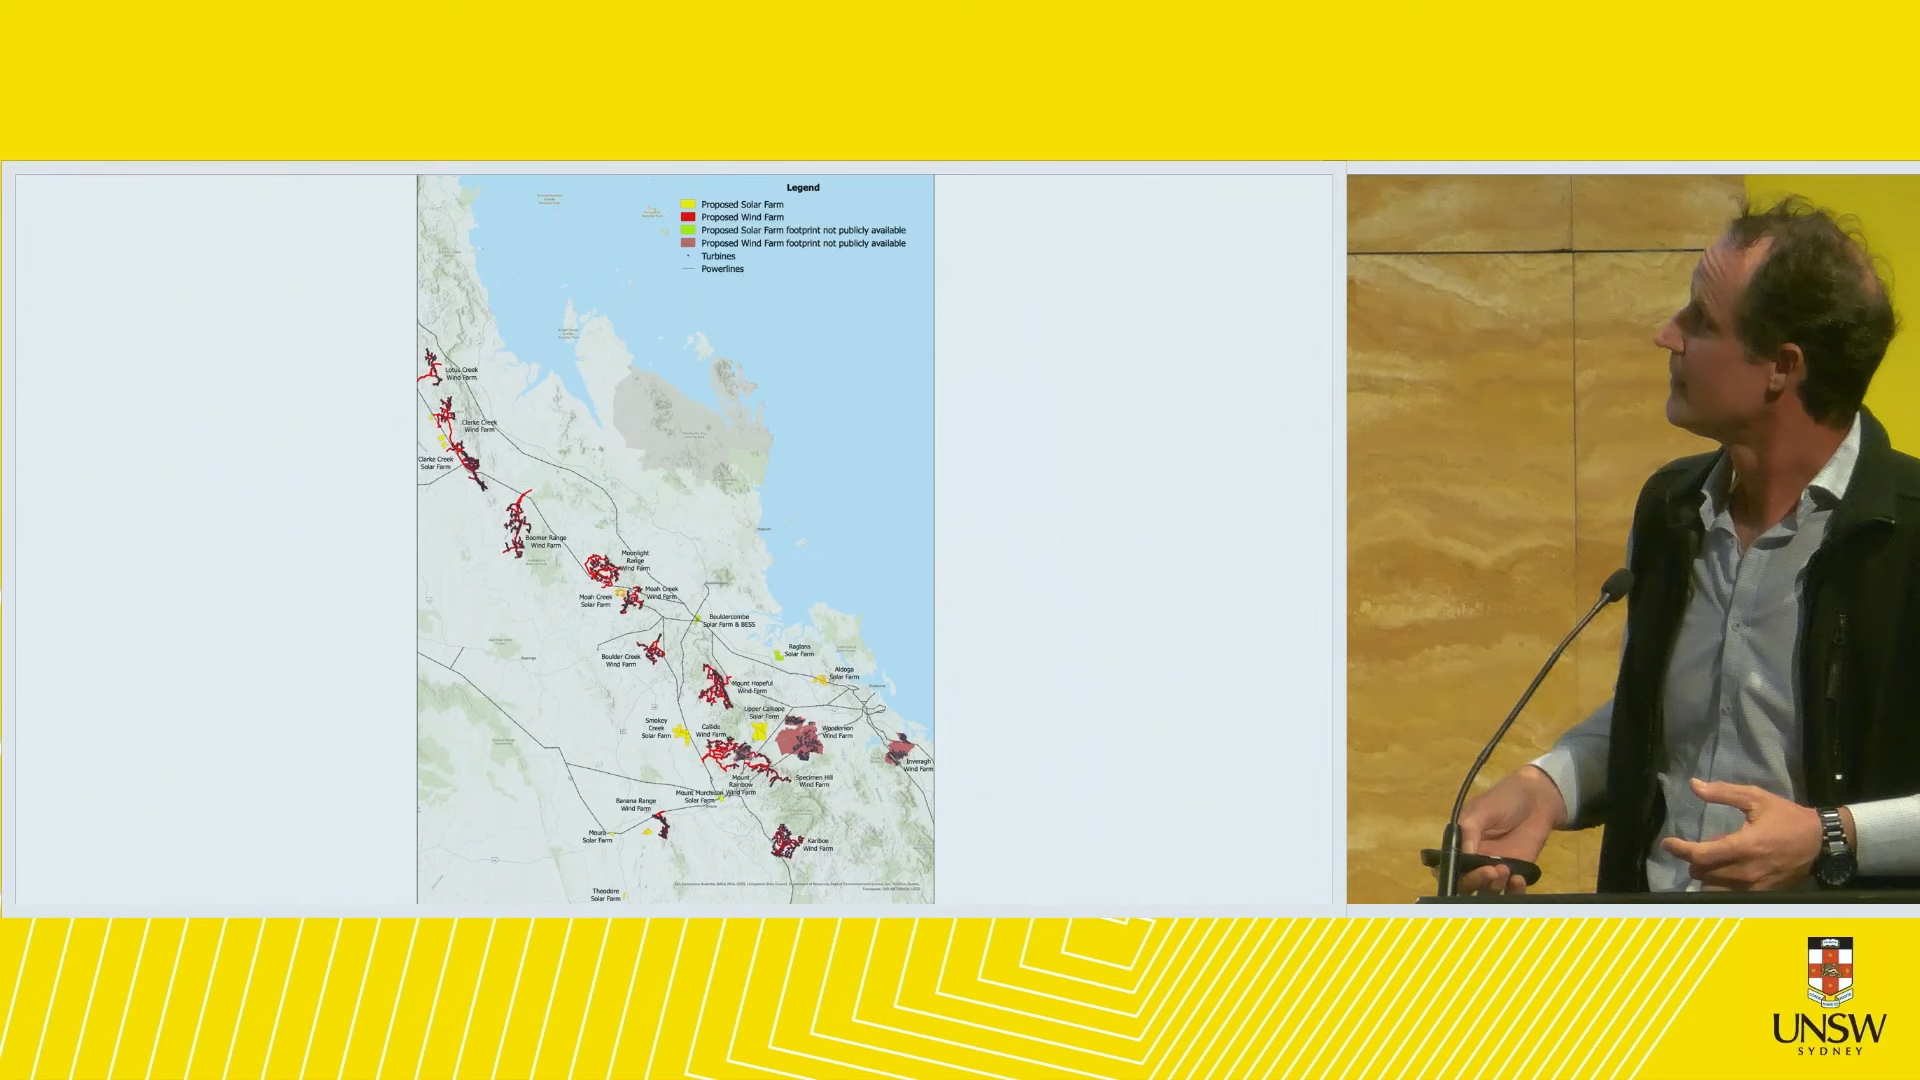 Legend
Proposed Solar Farm
Proposed Wind Farm
Proposed Solar Farm footprint not publicly available
Proposed Wind Farm footprint not publicly available
Turbines
Powerlines
Lotus Creek
Wind Farm
Clarke Creek
Wind Farm
Clarke Creek
Solar Farm
Boomer Range
Wind Farm
Moonlight
Range
Wind Farm
Moah Creek
Wind Farm
Moah Creek
Solar Farm
Bouldercombe
Solar Farm & BESS
Boulder Creek
Wind Farm
Raglans
Solar Farm
Aldoga
Solar Farm
Mount Hopeful
Wind Farm
Upper Calliope
Solar Farm
Smokey
Creek
Solar Farm
Callide
Wind Farm
Wooderson
Wind Farm
Inveragh
Wind Farm
Specimen Hill
Wind Farm
Mount
Rainbow
Wind Farm
Mount Murchison
Solar Farm
Banana Range
Wind Farm
Moura
Solar Farm
Kariboe
Wind Farm
Theodore
Solar Farm
UNSW
SYDNEY